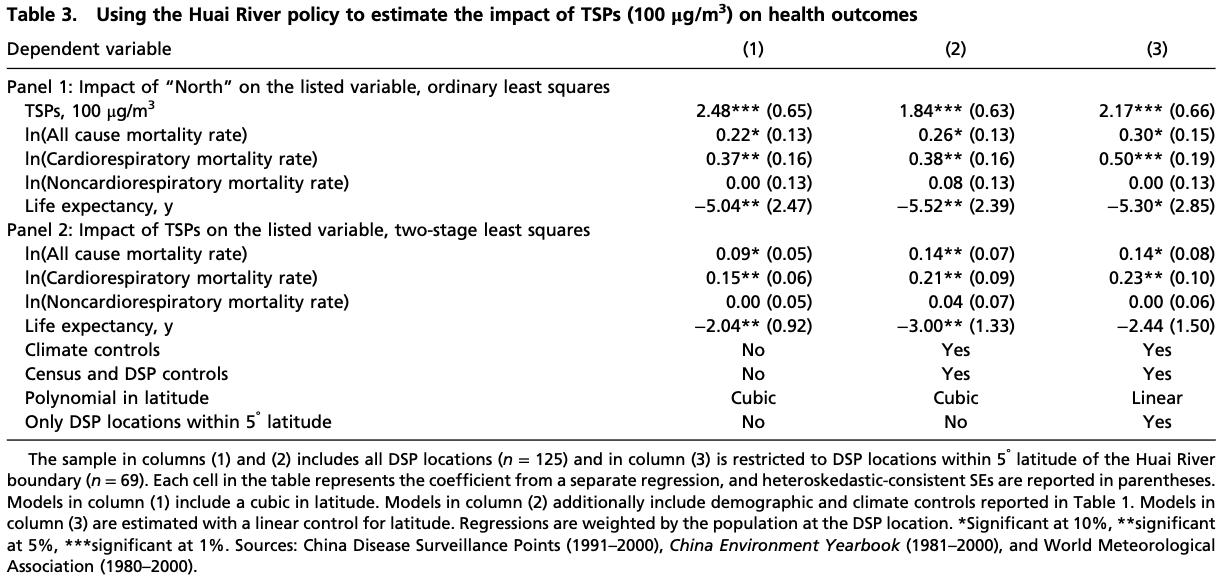 Table 3. Using the Huai River policy to estimate the impact of TSPs (100 μg/m³) on health outcomes
Dependent variable (1) (2) (3)
Panel 1: Impact of “North” on the listed variable, ordinary least squares
TSPs, 100 μg/m³ 2.48*** (0.65) 1.84*** (0.63) 2.17*** (0.66)
ln(All cause mortality rate) 0.22* (0.13) 0.26* (0.13) 0.30* (0.15)
ln(Cardiorespiratory mortality rate) 0.37** (0.16) 0.38** (0.16) 0.50*** (0.19)
ln(Noncardiorespiratory mortality rate) 0.00 (0.13) 0.08 (0.13) 0.00 (0.13)
Life expectancy, y −5.04** (2.47) −5.52** (2.39) −5.30* (2.85)
Panel 2: Impact of TSPs on the listed variable, two-stage least squares
ln(All cause mortality rate) 0.09* (0.05) 0.14** (0.07) 0.14* (0.08)
ln(Cardiorespiratory mortality rate) 0.15** (0.06) 0.21** (0.09) 0.23** (0.10)
ln(Noncardiorespiratory mortality rate) 0.00 (0.05) 0.04 (0.07) 0.00 (0.06)
Life expectancy, y −2.04** (0.92) −3.00** (1.33) −2.44 (1.50)
Climate controls No Yes Yes
Census and DSP controls No Yes Yes
Polynomial in latitude Cubic Cubic Linear
Only DSP locations within 5° latitude No No Yes
The sample in columns (1) and (2) includes all DSP locations (n = 125) and in column (3) is restricted to DSP locations within 5° latitude of the Huai River
boundary (n = 69). Each cell in the table represents the coefficient from a separate regression, and heteroskedastic-consistent SEs are reported in parentheses.
Models in column (1) include a cubic in latitude. Models in column (2) additionally include demographic and climate controls reported in Table 1. Models in
column (3) are estimated with a linear control for latitude. Regressions are weighted by the population at the DSP location. *Significant at 10%, **significant
at 5%, ***significant at 1%. Sources: China Disease Surveillance Points (1991–2000), China Environment Yearbook (1981–2000), and World Meteorological
Association (1980–2000).